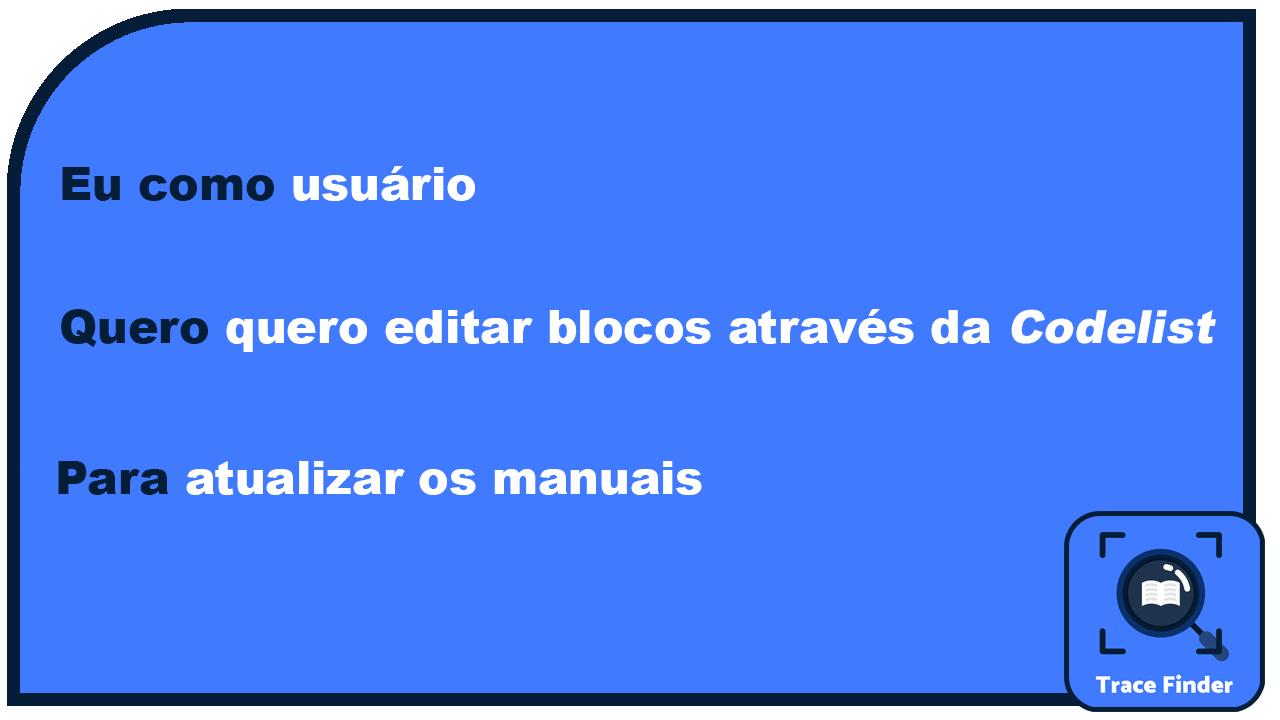 Eu como usuário
Quero quero editar blocos através da Codelist
Para atualizar os manuais
Trace Finder